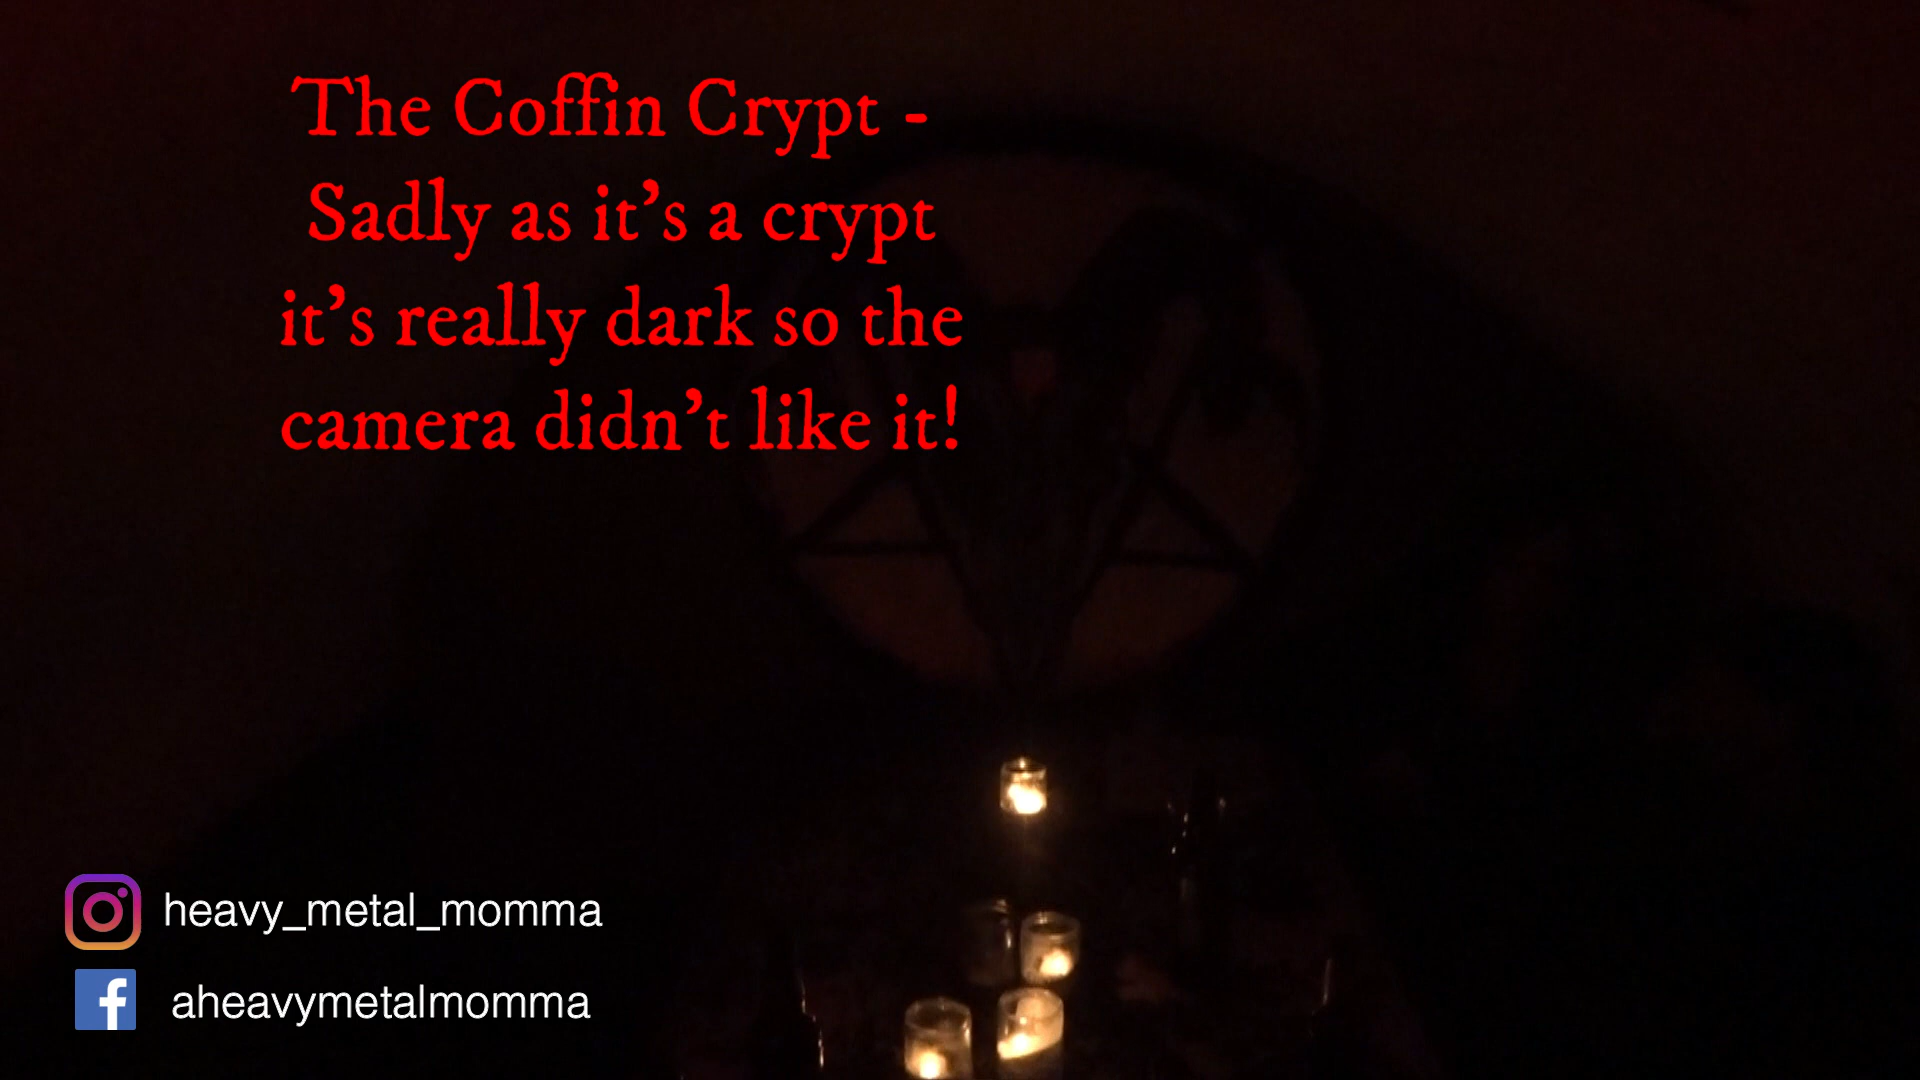 The Coffin Crypt -
Sadly as it's a crypt
it's really dark so the
camera didn't like it!
heavy_metal_momma
aheavymetalmomma